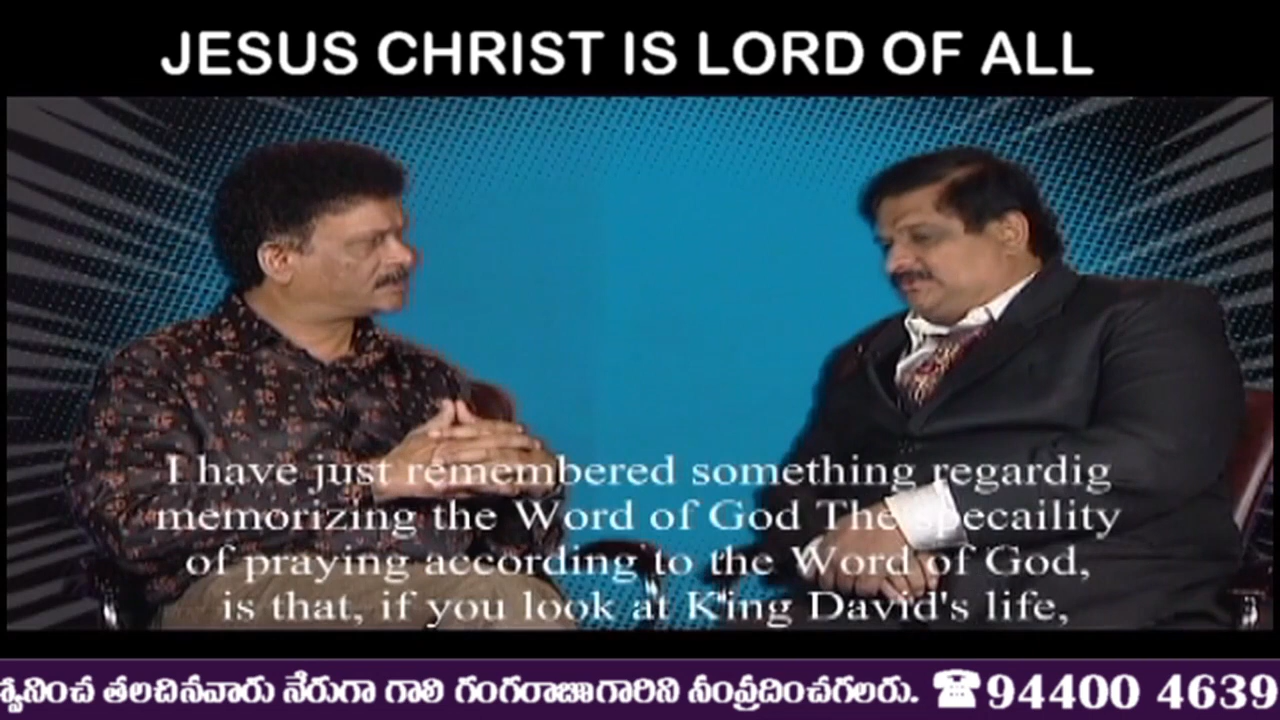 JESUS CHRIST IS LORD OF ALL
I have just remembered something regardig
memorizing the Word of God The specaility
of praying according to the Word of God,
is that, if you look at King David's life,
తలచినవారు నేరుగా గాలి గంగరాజుగారిని సంప్రదించగలరు. ☎94400 4639